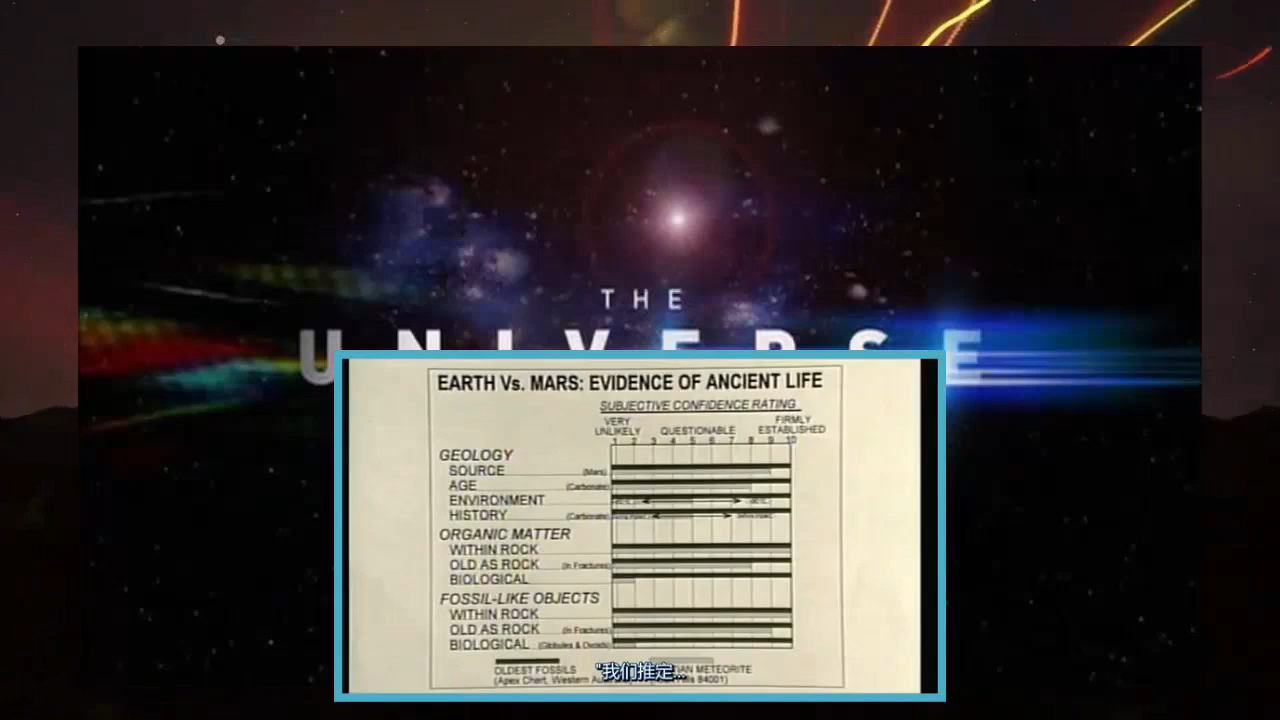 THE
UNIVERSE
EARTH Vs. MARS: EVIDENCE OF ANCIENT LIFE
SUBJECTIVE CONFIDENCE RATING
VERY UNLIKELY QUESTIONABLE FIRMLY ESTABLISHED
1 2 3 4 5 6 7 8 9 10
GEOLOGY
SOURCE (Mars)
AGE (Carbonate)
ENVIRONMENT
HISTORY (Carbonate)
ORGANIC MATTER
WITHIN ROCK
OLD AS ROCK (In Fractures)
BIOLOGICAL
FOSSIL-LIKE OBJECTS
WITHIN ROCK
OLD AS ROCK (In Fractures)
BIOLOGICAL (Globules & Ovoids)
OLDEST FOSSILS METEORITE
(Apex Chert, Western 84001)
"我们推定...